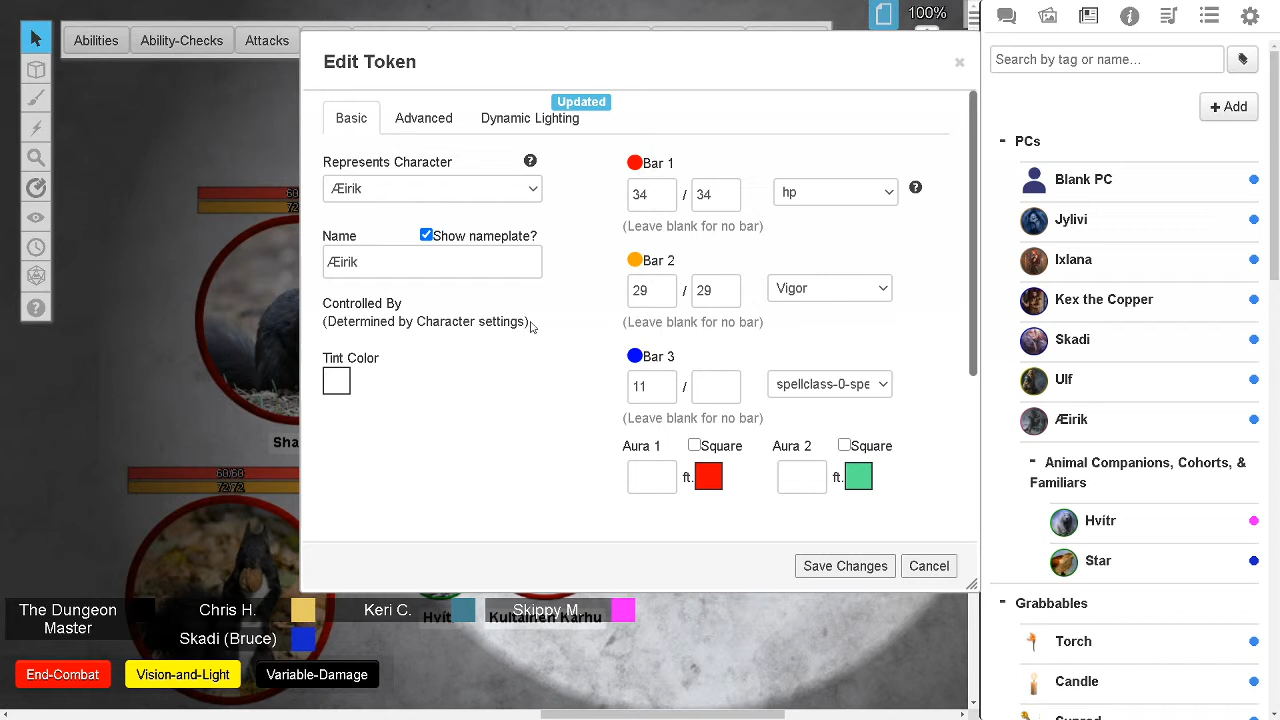 100%
Abilities
Ability-Checks
Attacks
Edit Token
×
Updated
Basic
Advanced
Dynamic Lighting
Represents Character
Æirik
Name
Show nameplate?
Æirik
Controlled By
(Determined by Character settings)
Tint Color
Bar 1
34 / 34
hp
(Leave blank for no bar)
Bar 2
29 / 29
Vigor
(Leave blank for no bar)
Bar 3
11 /
spellclass-0-spe
(Leave blank for no bar)
Aura 1
Square
Aura 2
Square
ft.
ft.
Save Changes
Cancel
60
60
Sha
60/60
72/72
Hvít
Kultainen Karhu
The Dungeon
Master
Chris H.
Keri C.
Skippy M.
Skadi (Bruce)
End-Combat
Vision-and-Light
Variable-Damage
Search by tag or name…
+ Add
- PCs
Blank PC
Jylivi
Ixlana
Kex the Copper
Skadi
Ulf
Æirik
- Animal Companions, Cohorts, &
Familiars
Hvítr
Star
- Grabbables
Torch
Candle